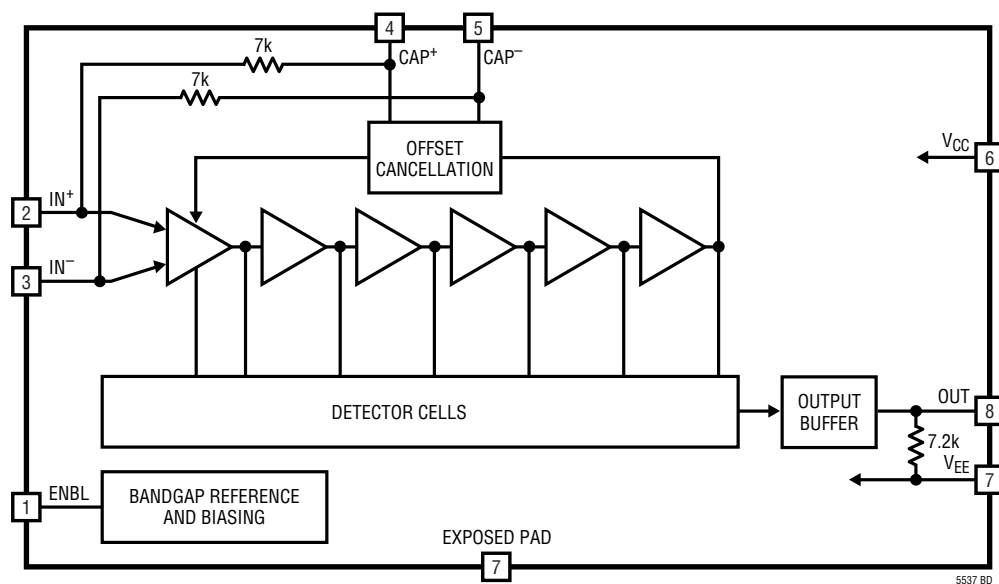 4
5
7k
CAP+
CAP–
7k
OFFSET
CANCELLATION
VCC
6
2
IN+
3
IN–
DETECTOR CELLS
OUTPUT
BUFFER
OUT
8
7.2k
VEE
7
1
ENBL
BANDGAP REFERENCE
AND BIASING
EXPOSED PAD
7
5537 BD